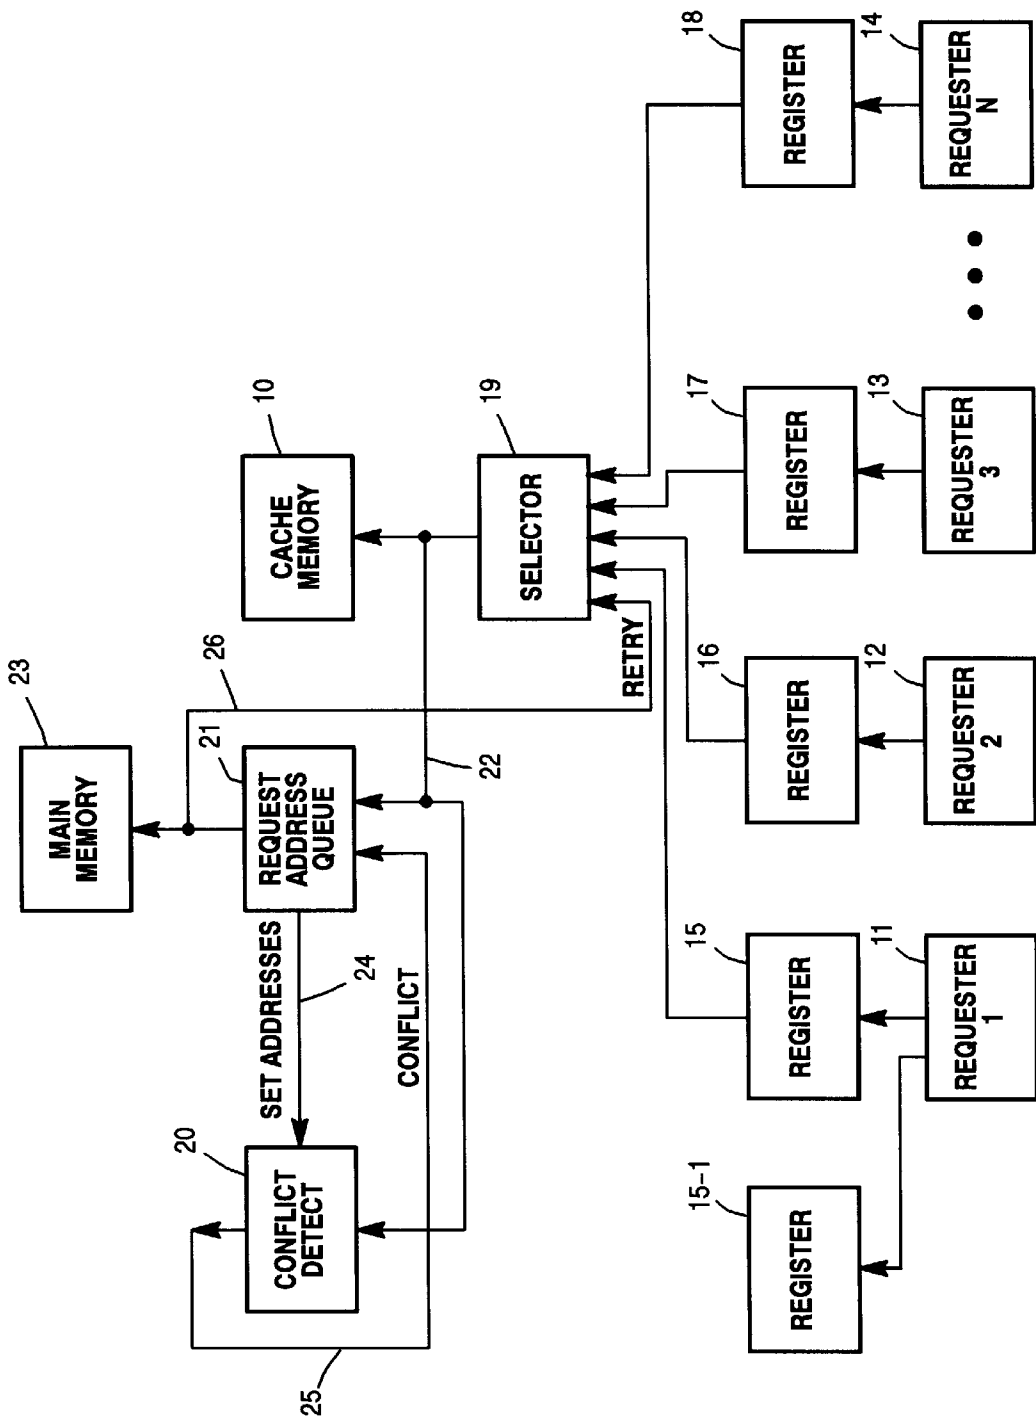 23
MAIN
MEMORY
26
21
REQUEST
ADDRESS
QUEUE
22
10
CACHE
MEMORY
20
CONFLICT
DETECT
SET ADDRESSES
24
CONFLICT
25
19
SELECTOR
RETRY
15-1
REGISTER
15
REGISTER
16
REGISTER
17
REGISTER
18
REGISTER
11
REQUESTER
1
12
REQUESTER
2
13
REQUESTER
3
14
REQUESTER
N